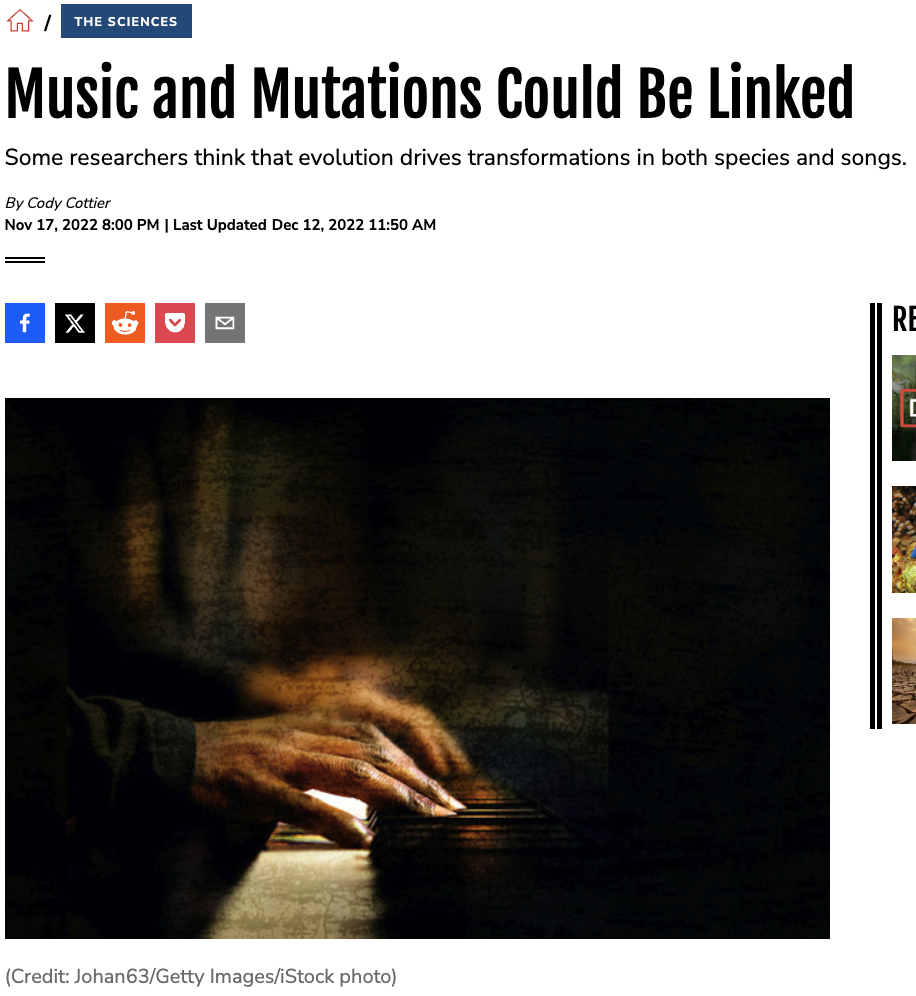 / THE SCIENCES
Music and Mutations Could Be Linked
Some researchers think that evolution drives transformations in both species and songs.
By Cody Cottier
Nov 17, 2022 8:00 PM | Last Updated Dec 12, 2022 11:50 AM
RE
D
(Credit: Johan63/Getty Images/iStock photo)